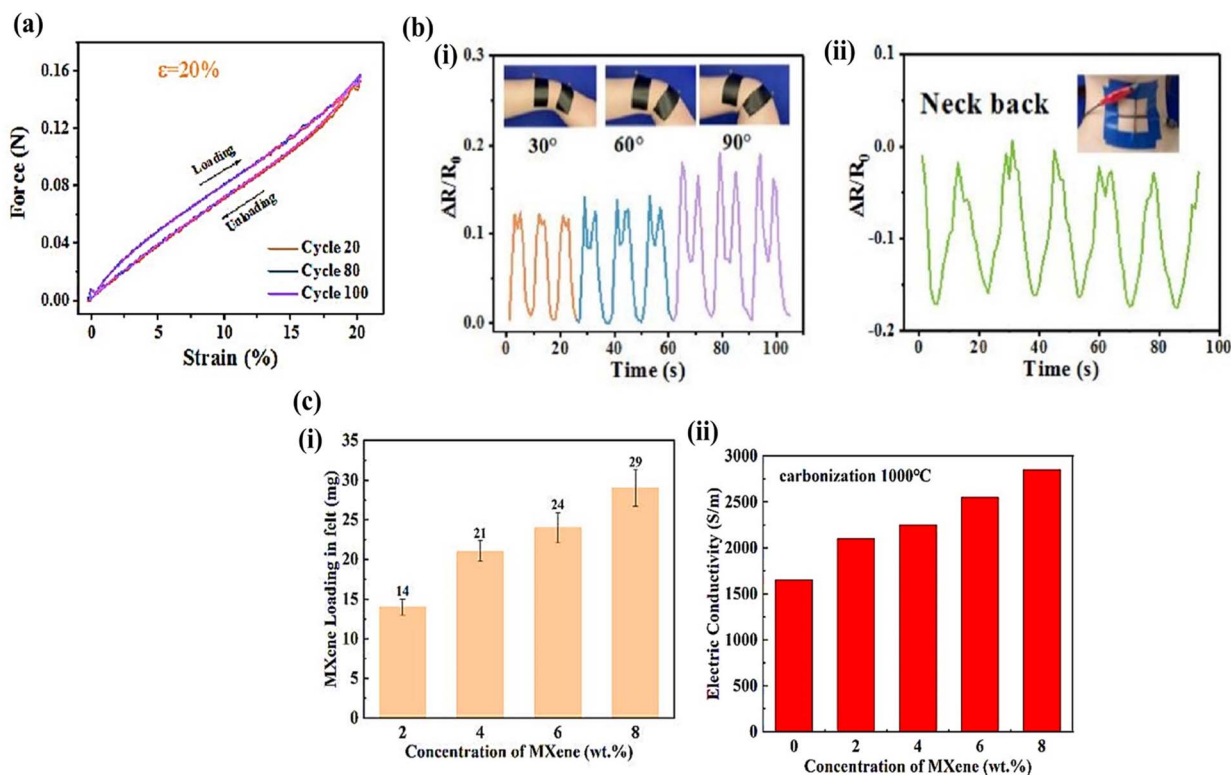 (a)
ε=20%
0.16
0.12
0.08
0.04
0.00
Force (N)
Loading
Unloading
Cycle 20
Cycle 80
Cycle 100
0
5
10
15
20
Strain (%)
(b)
(i)
0.3
0.2
0.1
0.0
ΔR/R0
30°
60°
90°
0
20
40
60
80
100
Time (s)
(ii)
0.1
0.0
-0.1
-0.2
ΔR/R0
Neck back
0
20
40
60
80
100
Time (s)
(c)
(i)
35
30
25
20
15
10
5
0
MXene Loading in felt (mg)
14
21
24
29
2
4
6
8
Concentration of MXene (wt.%)
(ii)
3000
2500
2000
1500
1000
500
0
Electric Conductivity (S/m)
carbonization 1000°C
0
2
4
6
8
Concentration of MXene (wt.%)